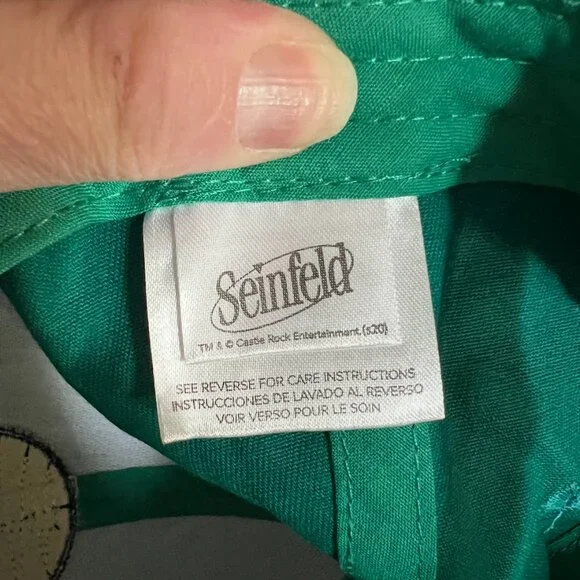 Seinfeld
TM & © Castle Rock Entertainment. (s20)
SEE REVERSE FOR CARE INSTRUCTIONS
INSTRUCCIONES DE LAVADO AL REVERSO
VOIR VERSO POUR LE SOIN